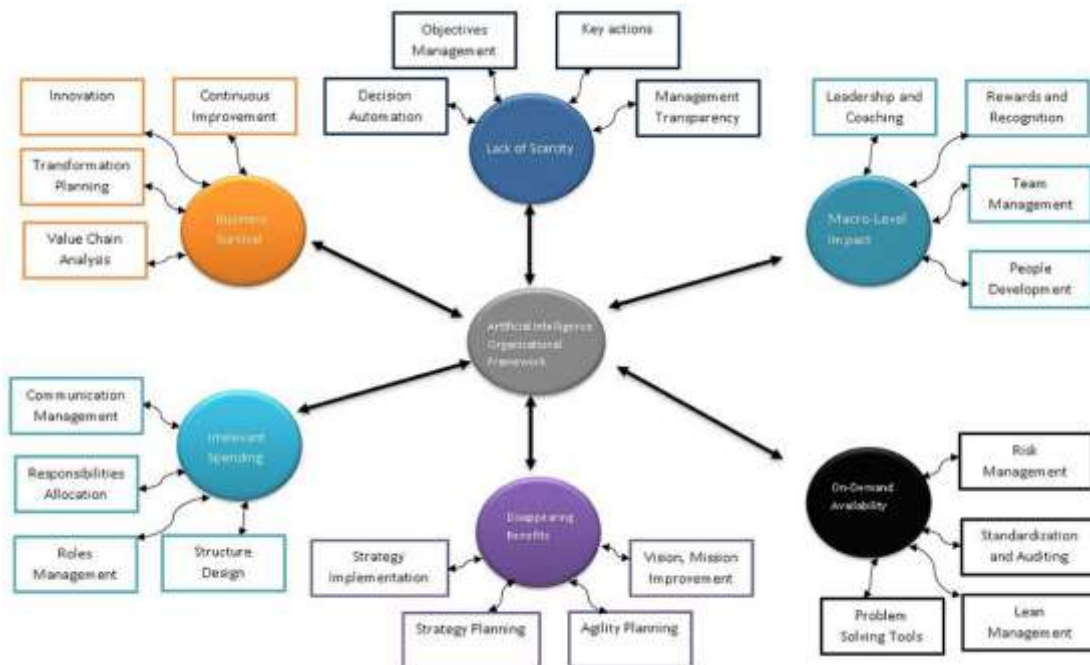 Objectives
Management
Key actions
Decision
Automation
Management
Transparency
Lack of Scarcity
Innovation
Continuous
Improvement
Transformation
Planning
Value Chain
Analysis
Business
Survival
Leadership and
Coaching
Rewards and
Recognition
Team
Management
People
Development
Macro-Level
Impact
Artificial Intelligence
Organizational
Framework
Communication
Management
Responsibilities
Allocation
Roles
Management
Structure
Design
Irrelevant
Spending
Disappearing
Benefits
Strategy
Implementation
Vision, Mission
Improvement
Strategy Planning
Agility Planning
On-Demand
Availability
Risk
Management
Standardization
and Auditing
Problem
Solving Tools
Lean
Management